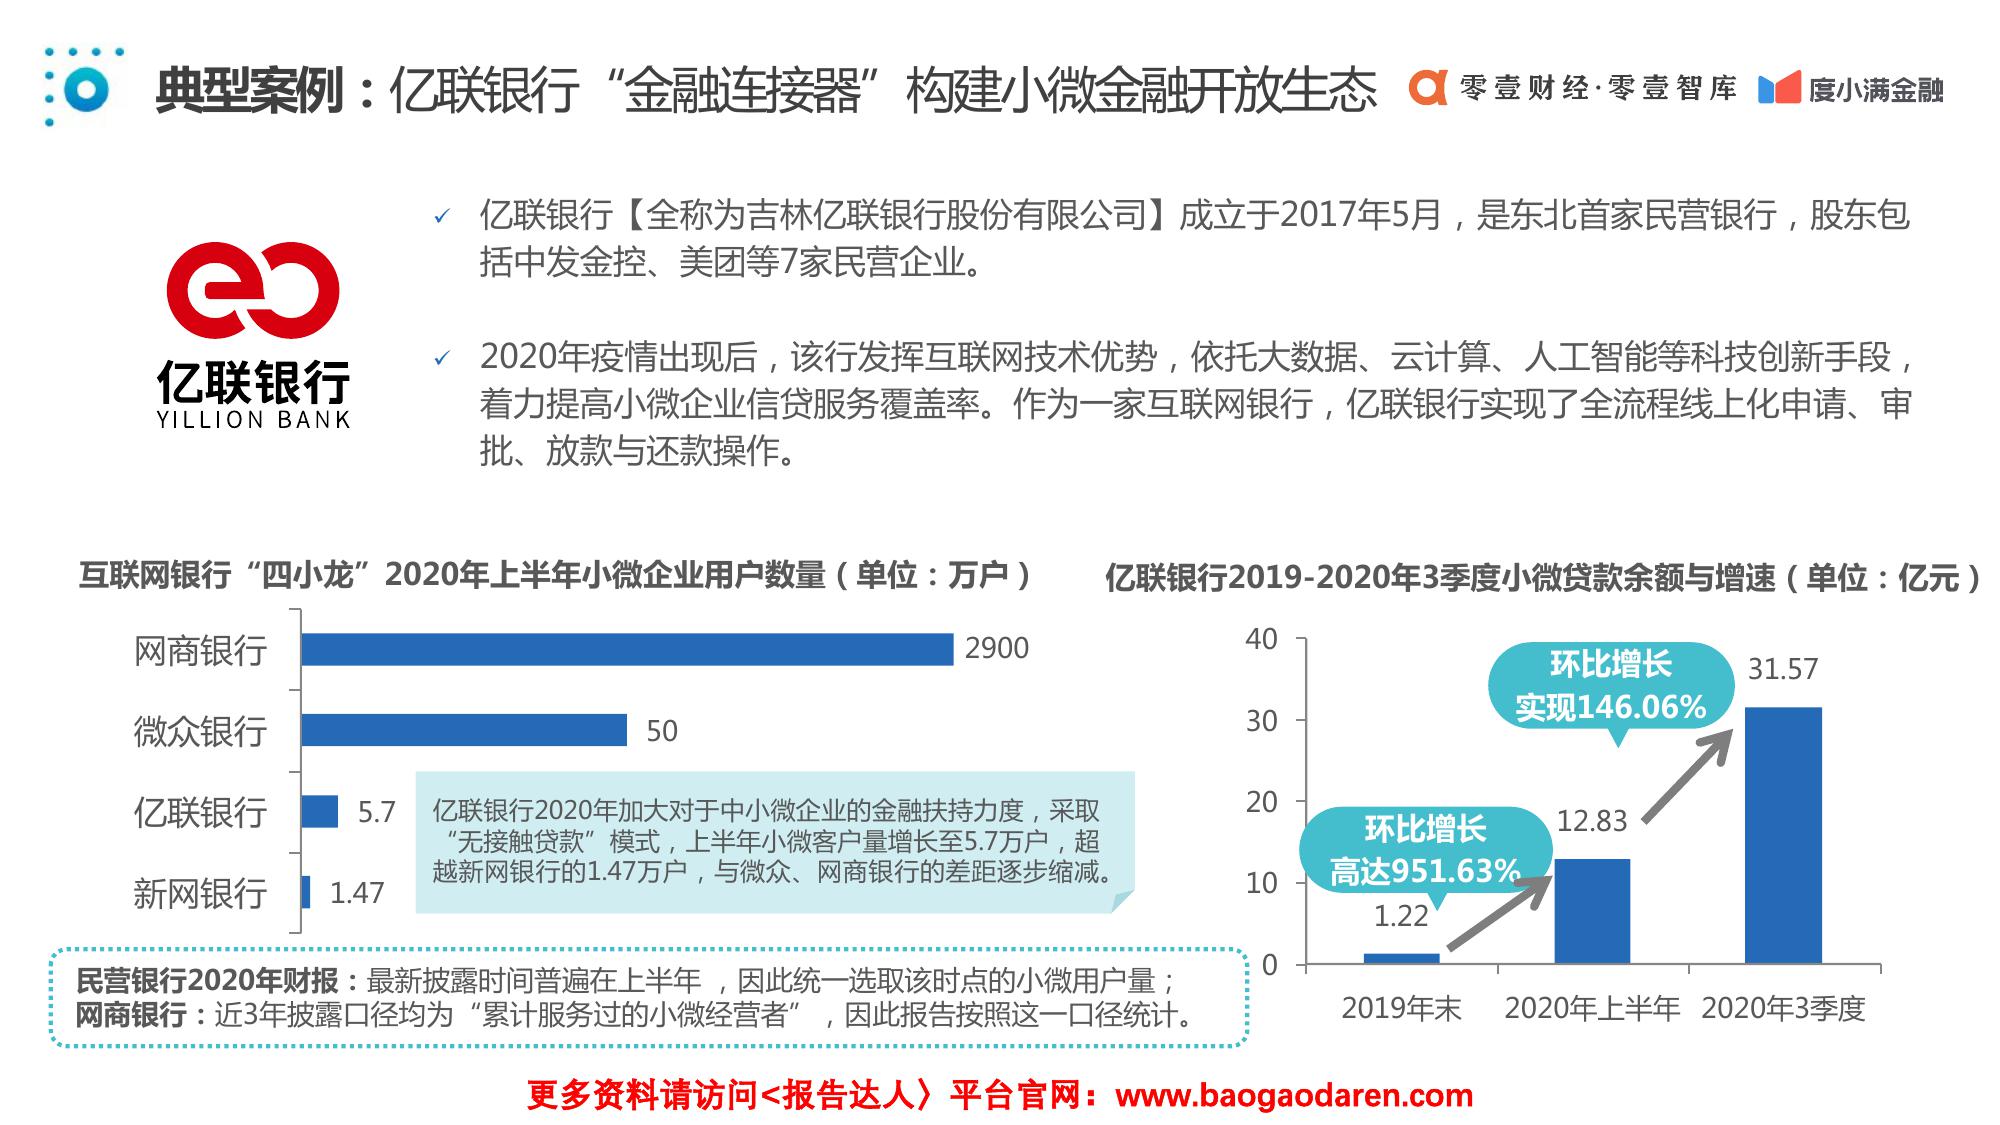 典型案例：亿联银行“金融连接器”构建小微金融开放生态
零壹财经·零壹智库
度小满金融
亿联银行
YILLION BANK
✓ 亿联银行【全称为吉林亿联银行股份有限公司】成立于2017年5月，是东北首家民营银行，股东包
括中发金控、美团等7家民营企业。
✓ 2020年疫情出现后，该行发挥互联网技术优势，依托大数据、云计算、人工智能等科技创新手段，
着力提高小微企业信贷服务覆盖率。作为一家互联网银行，亿联银行实现了全流程线上化申请、审
批、放款与还款操作。
互联网银行“四小龙”2020年上半年小微企业用户数量（单位：万户）
网商银行
2900
微众银行
50
亿联银行
5.7
新网银行
1.47
亿联银行2020年加大对于中小微企业的金融扶持力度，采取
“无接触贷款”模式，上半年小微客户量增长至5.7万户，超
越新网银行的1.47万户，与微众、网商银行的差距逐步缩减。
民营银行2020年财报：最新披露时间普遍在上半年 ，因此统一选取该时点的小微用户量；
网商银行：近3年披露口径均为“累计服务过的小微经营者” ，因此报告按照这一口径统计。
亿联银行2019-2020年3季度小微贷款余额与增速（单位：亿元）
40
30
20
10
0
环比增长
实现146.06%
环比增长
高达951.63%
1.22
12.83
31.57
2019年末
2020年上半年
2020年3季度
更多资料请访问<报告达人〉平台官网：www.baogaodaren.com